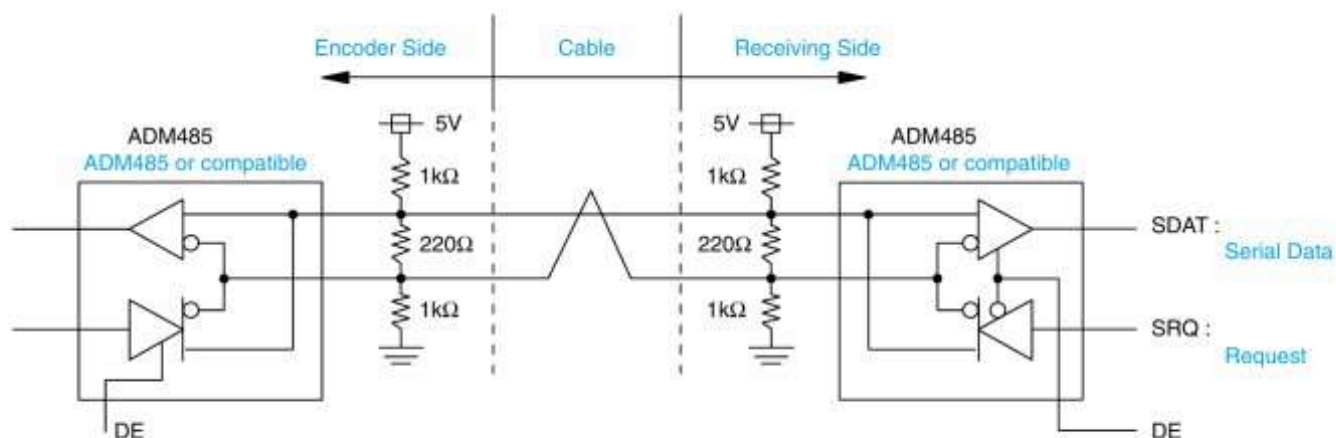 Encoder Side
Cable
Receiving Side
5V
5V
ADM485
ADM485 or compatible
ADM485
ADM485 or compatible
1kΩ
1kΩ
SDAT :
Serial Data
220Ω
220Ω
1kΩ
1kΩ
SRQ :
Request
DE
DE